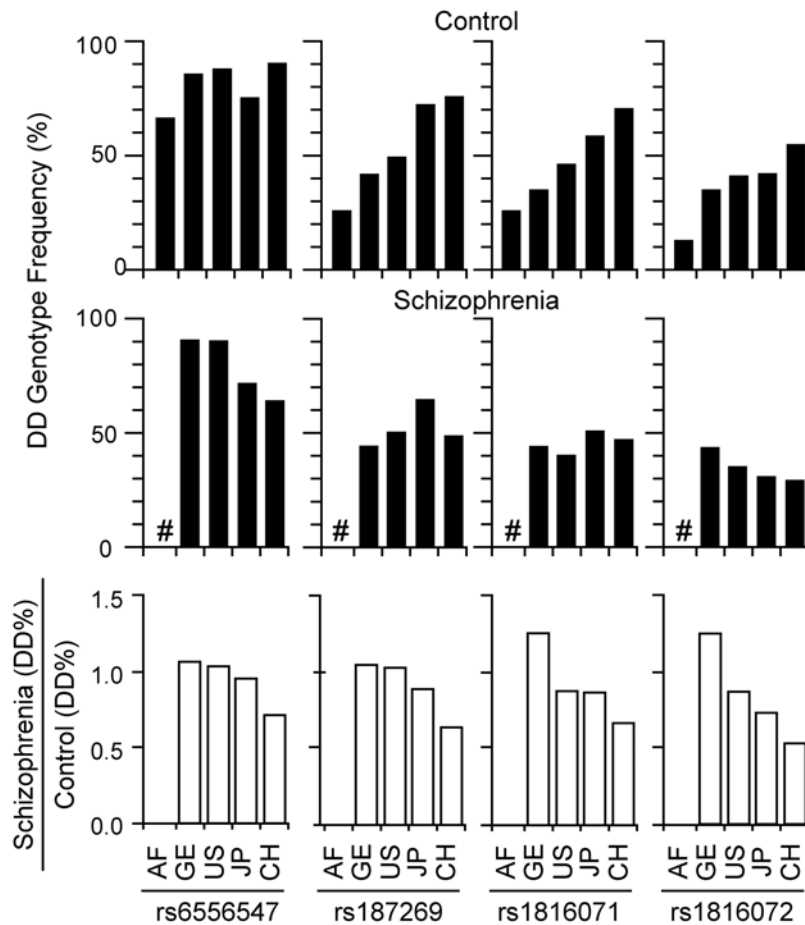 Control
DD Genotype Frequency (%)
100
50
0
Schizophrenia
100
50
0
# # # #
Schizophrenia (DD%)
Control (DD%)
1.5
1.0
0.5
0.0
AF GE US JP CH AF GE US JP CH AF GE US JP CH AF GE US JP CH
rs6556547 rs187269 rs1816071 rs1816072